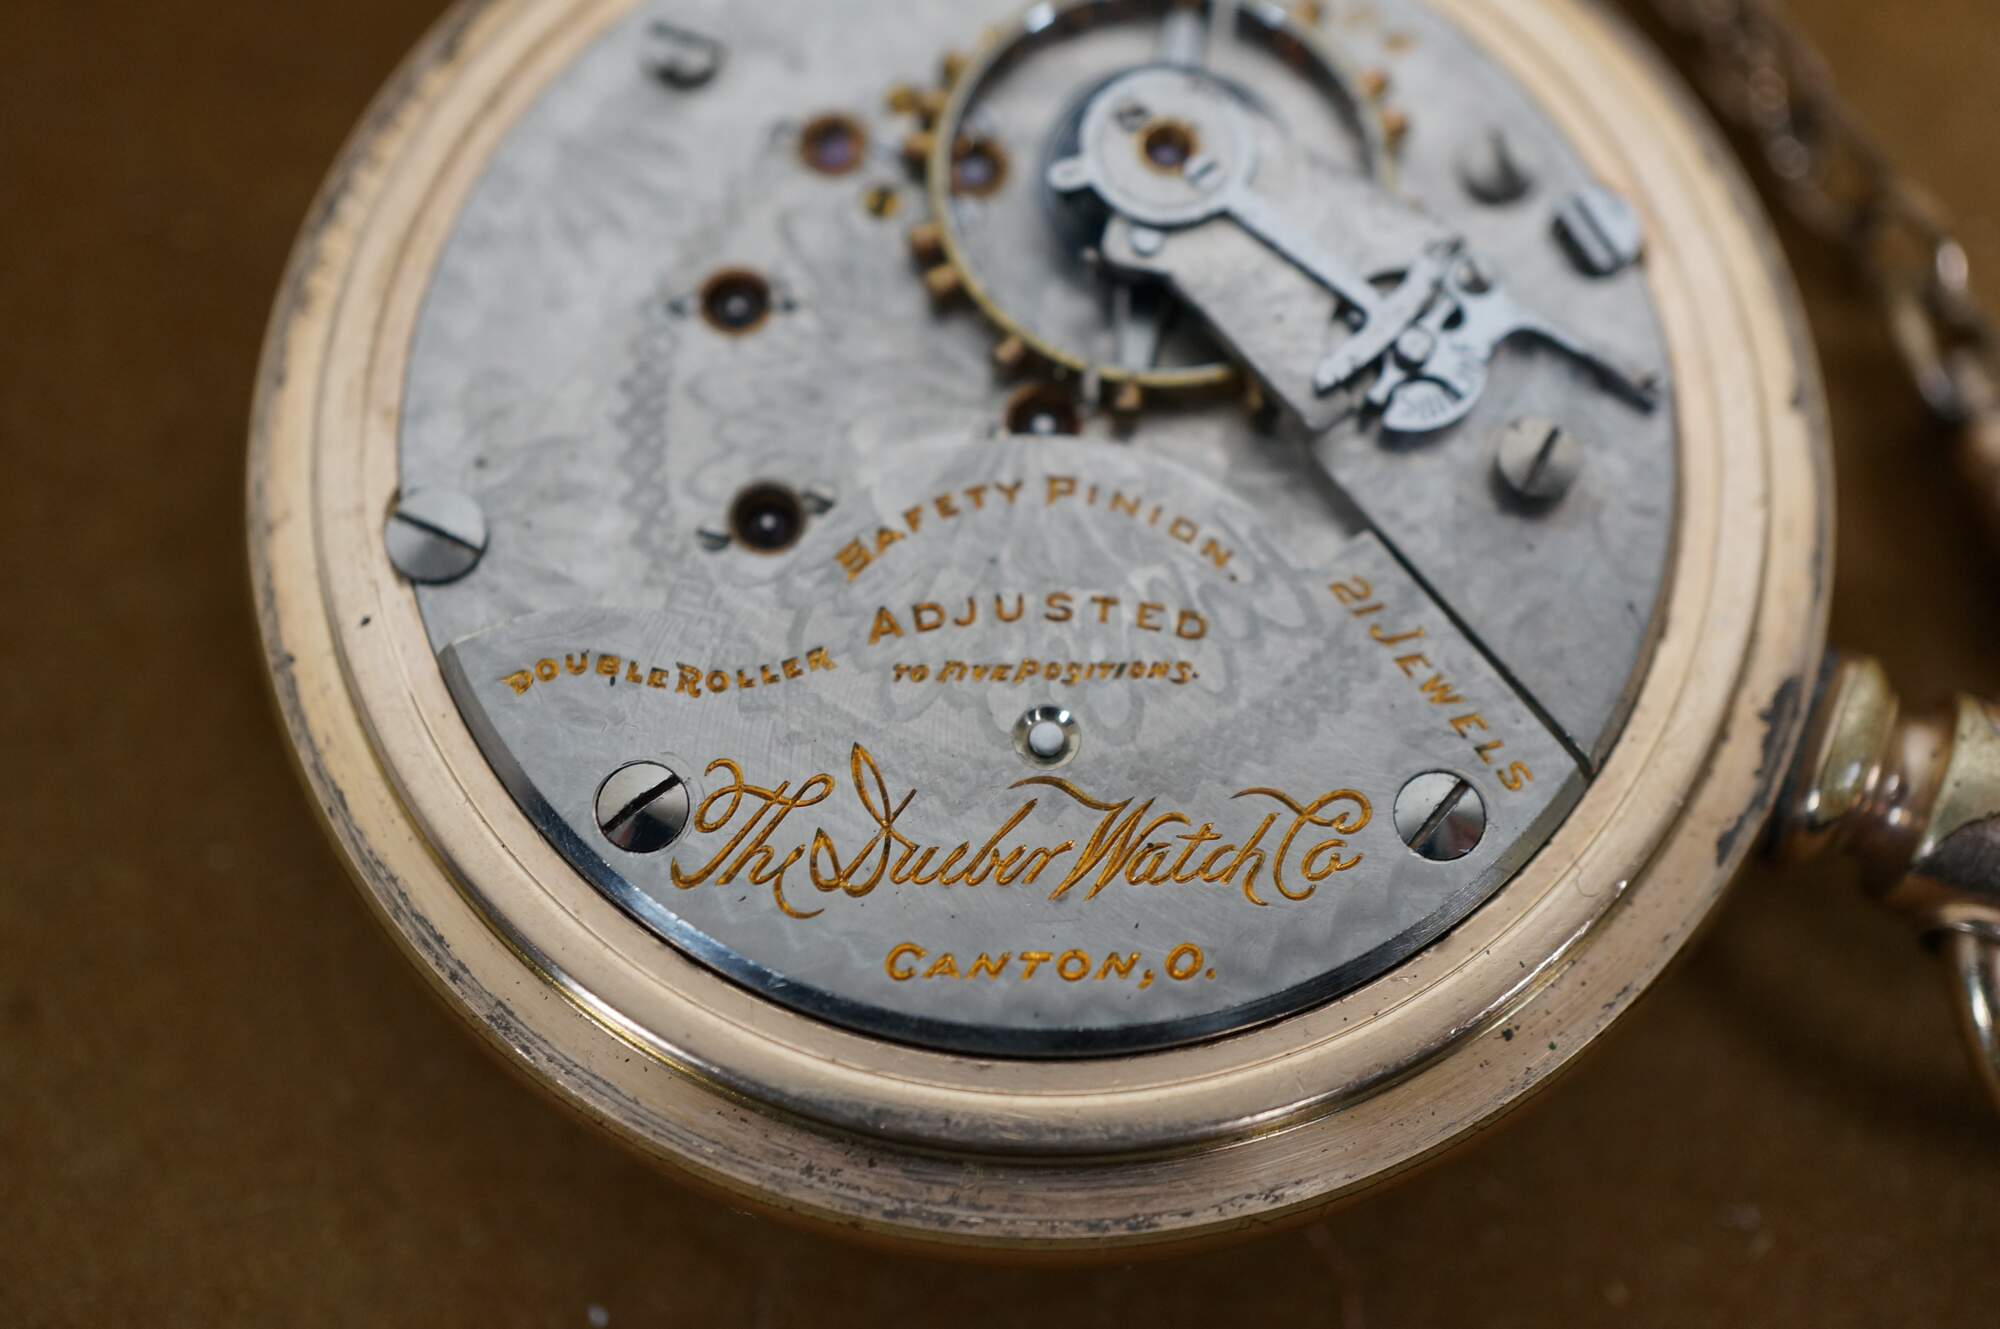 SAFETY PINION.
ADJUSTED
TO FIVE POSITIONS.
DOUBLE ROLLER
21 JEWELS
The Dueber Watch Co
CANTON, O.